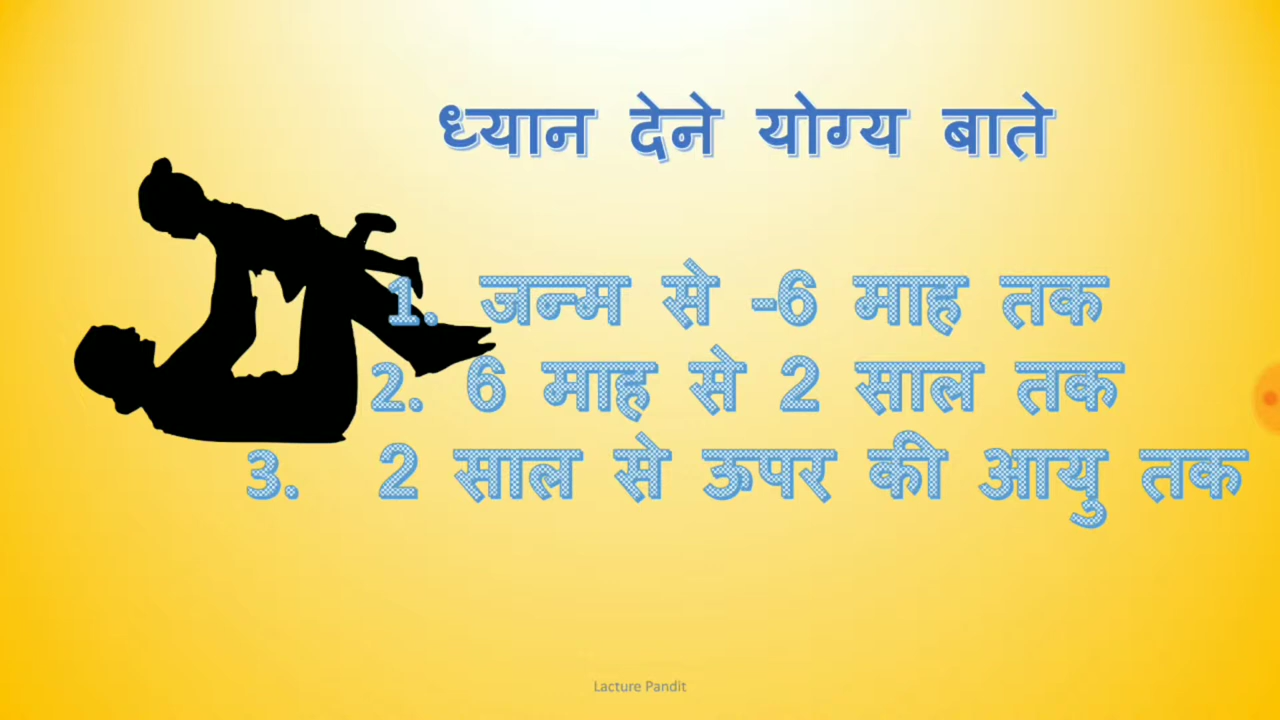 ध्यान देने योग्य बाते
1. जन्म से -6 माह तक
2. 6 माह से 2 साल तक
3. 2 साल से ऊपर की आयु तक
Lacture Pandit